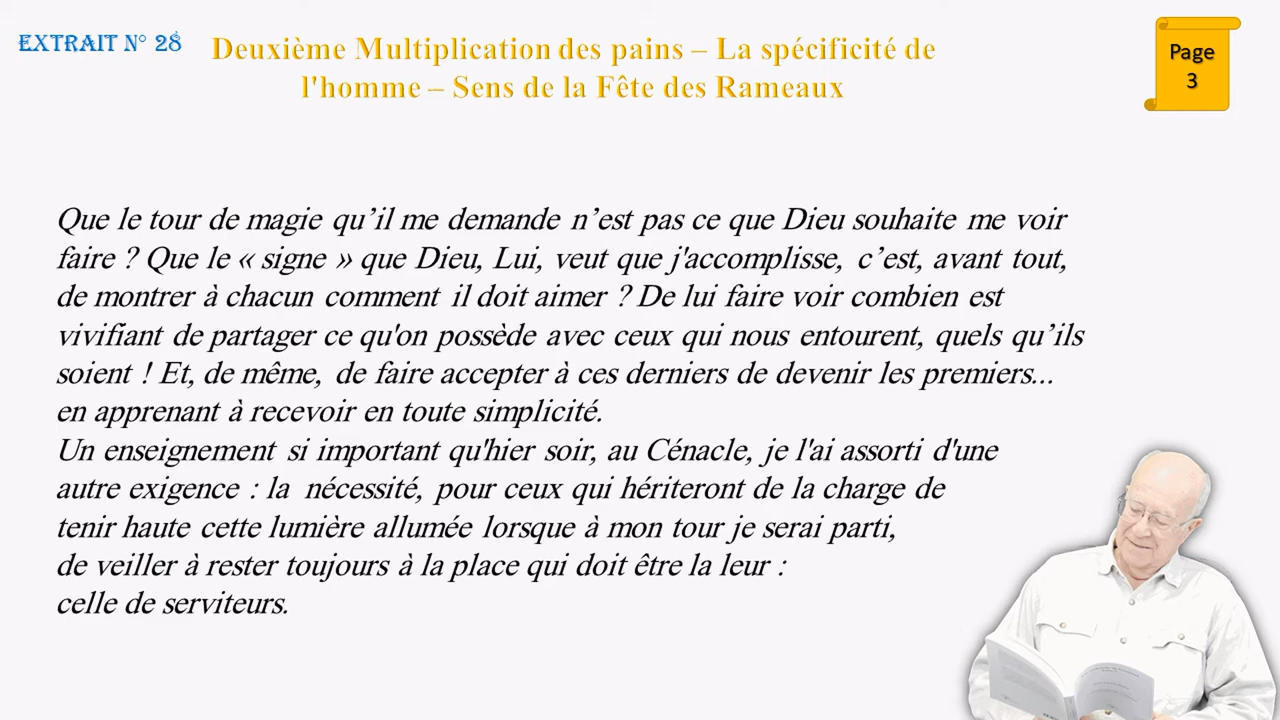 EXTRAIT N° 28
Deuxième Multiplication des pains – La spécificité de
l'homme – Sens de la Fête des Rameaux
Page
3
Que le tour de magie qu’il me demande n’est pas ce que Dieu souhaite me voir
faire ? Que le « signe » que Dieu, Lui, veut que j'accomplisse, c’est, avant tout,
de montrer à chacun comment il doit aimer ? De lui faire voir combien est
vivifiant de partager ce qu'on possède avec ceux qui nous entourent, quels qu’ils
soient ! Et, de même, de faire accepter à ces derniers de devenir les premiers...
en apprenant à recevoir en toute simplicité.
Un enseignement si important qu'hier soir, au Cénacle, je l'ai assorti d'une
autre exigence : la nécessité, pour ceux qui hériteront de la charge de
tenir haute cette lumière allumée lorsque à mon tour je serai parti,
de veiller à rester toujours à la place qui doit être la leur :
celle de serviteurs.